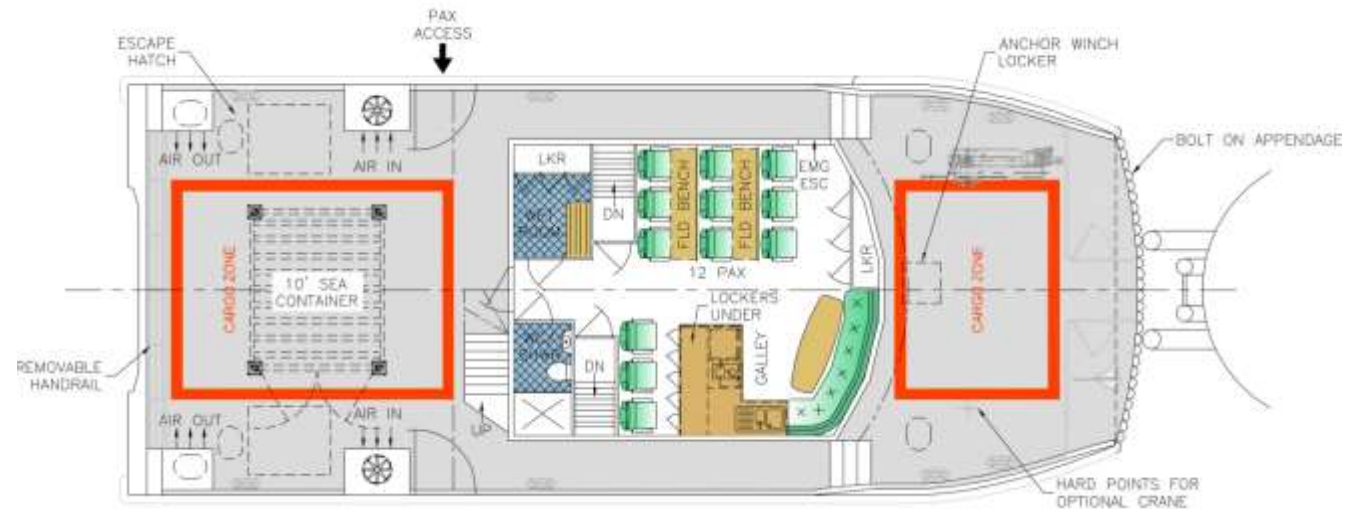 PAX
ACCESS
ESCAPE
HATCH
ANCHOR WINCH
LOCKER
BOLT ON APPENDAGE
AIR OUT
AIR IN
LKR
WET
ROOM
DN
FLD BENCH
FLD BENCH
EMG
ESC
12 PAX
LKR
CARGO ZONE
10' SEA
CONTAINER
LOCKERS
UNDER
GALLEY
CARGO ZONE
REMOVABLE
HANDRAIL
DN
AIR OUT
AIR IN
UP
HARD POINTS FOR
OPTIONAL CRANE